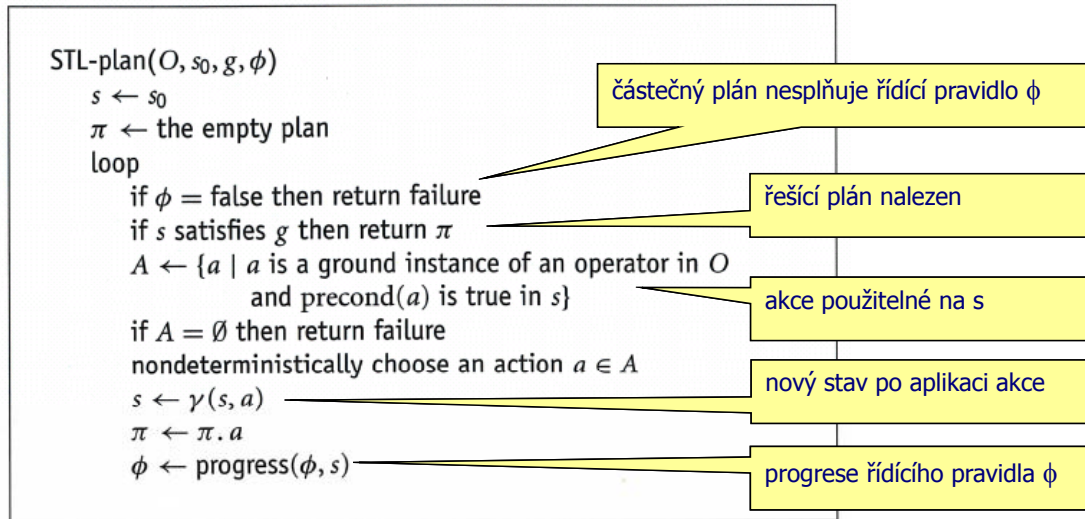 STL-plan(O, s₀, g, ϕ)
s ← s₀
π ← the empty plan
loop
if ϕ = false then return failure
if s satisfies g then return π
A ← {a | a is a ground instance of an operator in O
and precond(a) is true in s}
if A = Ø then return failure
nondeterministically choose an action a ∈ A
s ← γ(s, a)
π ← π. a
ϕ ← progress(ϕ, s)
částečný plán nesplňuje řídící pravidlo ϕ
řešící plán nalezen
akce použitelné na s
nový stav po aplikaci akce
progrese řídícího pravidla ϕ